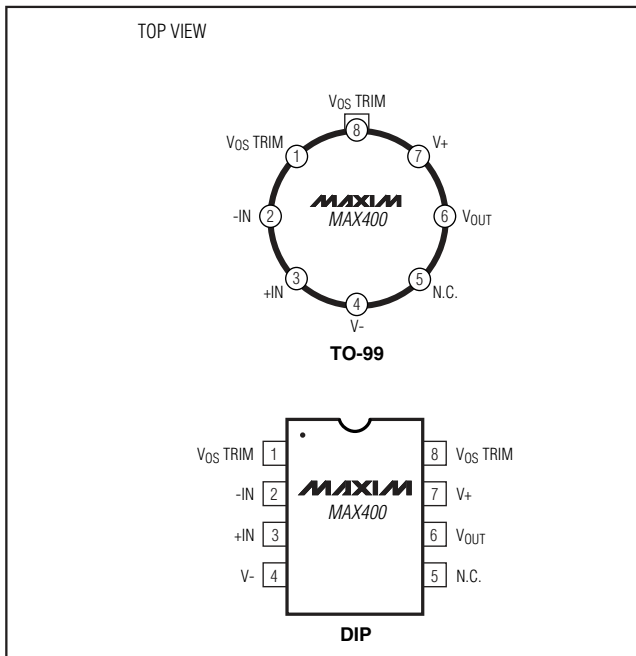 TOP VIEW
VOS TRIM
8
VOS TRIM
1
7
V+
-IN
2
MAXIM
MAX400
6
VOUT
+IN
3
5
N.C.
4
V-
TO-99
VOS TRIM 1
8 VOS TRIM
-IN 2
MAXIM
7 V+
MAX400
+IN 3
6 VOUT
V- 4
5 N.C.
DIP